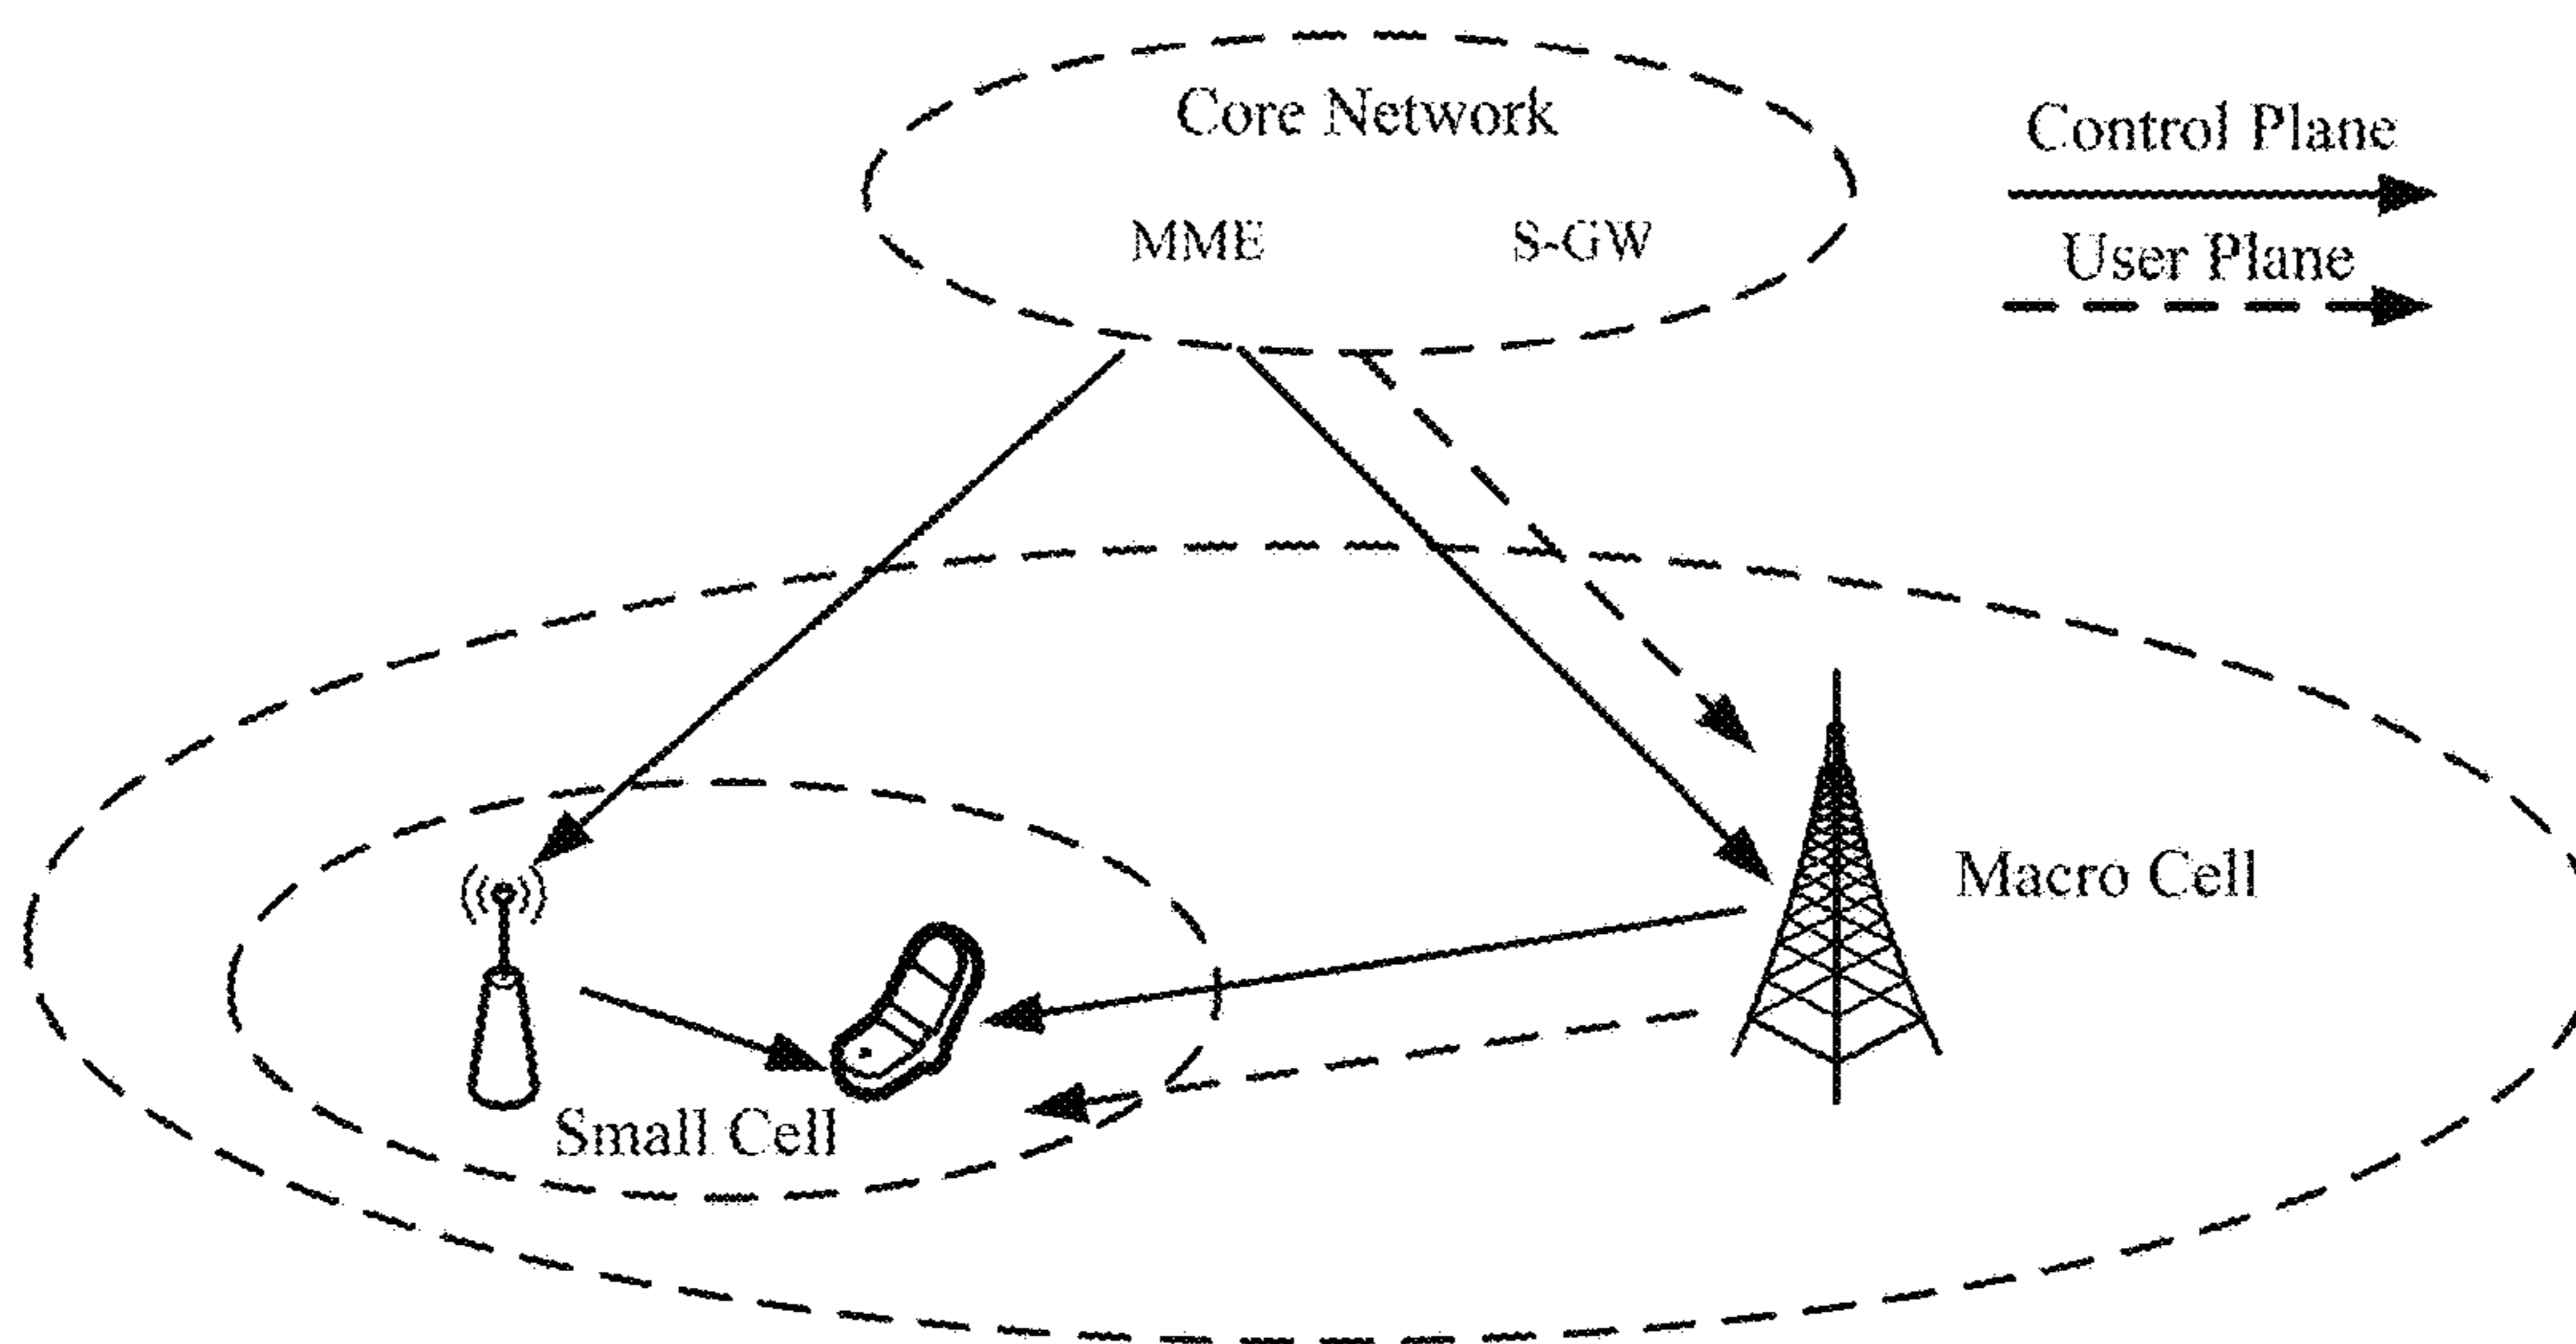 Core Network
MME S-GW
Control Plane
User Plane
Macro Cell
Small Cell